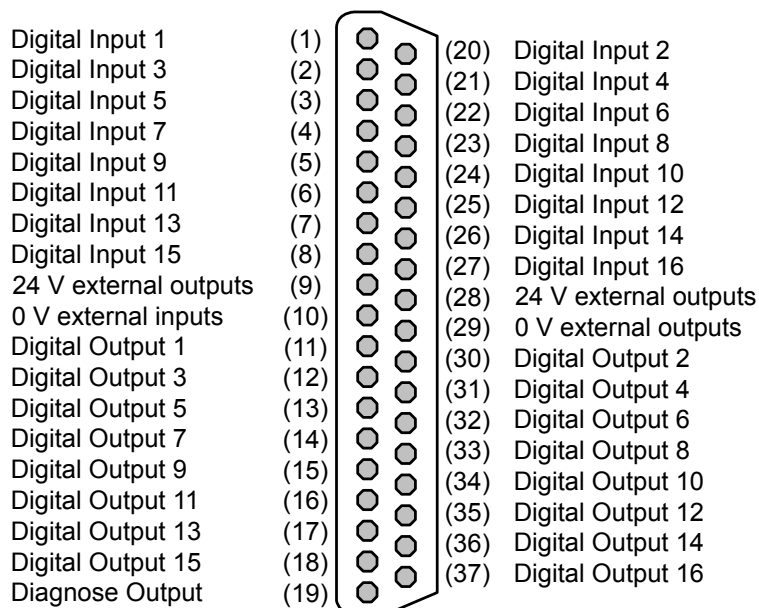 Digital Input 1 (1)
Digital Input 3 (2)
Digital Input 5 (3)
Digital Input 7 (4)
Digital Input 9 (5)
Digital Input 11 (6)
Digital Input 13 (7)
Digital Input 15 (8)
24 V external outputs (9)
0 V external inputs (10)
Digital Output 1 (11)
Digital Output 3 (12)
Digital Output 5 (13)
Digital Output 7 (14)
Digital Output 9 (15)
Digital Output 11 (16)
Digital Output 13 (17)
Digital Output 15 (18)
Diagnose Output (19)
(20) Digital Input 2
(21) Digital Input 4
(22) Digital Input 6
(23) Digital Input 8
(24) Digital Input 10
(25) Digital Input 12
(26) Digital Input 14
(27) Digital Input 16
(28) 24 V external outputs
(29) 0 V external outputs
(30) Digital Output 2
(31) Digital Output 4
(32) Digital Output 6
(33) Digital Output 8
(34) Digital Output 10
(35) Digital Output 12
(36) Digital Output 14
(37) Digital Output 16